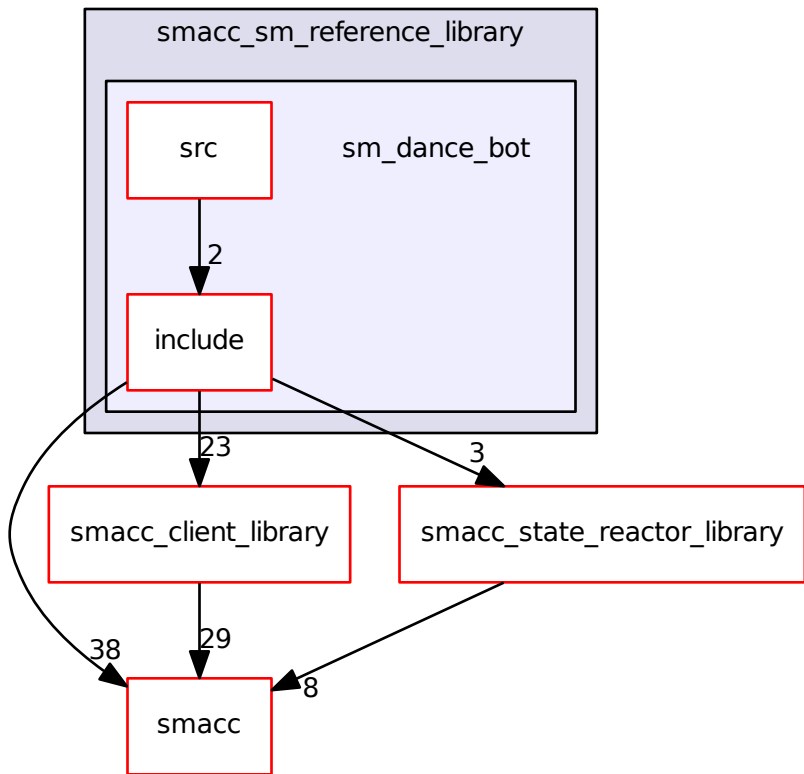 smacc_sm_reference_library
src
sm_dance_bot
2
include
23
3
smacc_client_library
smacc_state_reactor_library
38
29
8
smacc